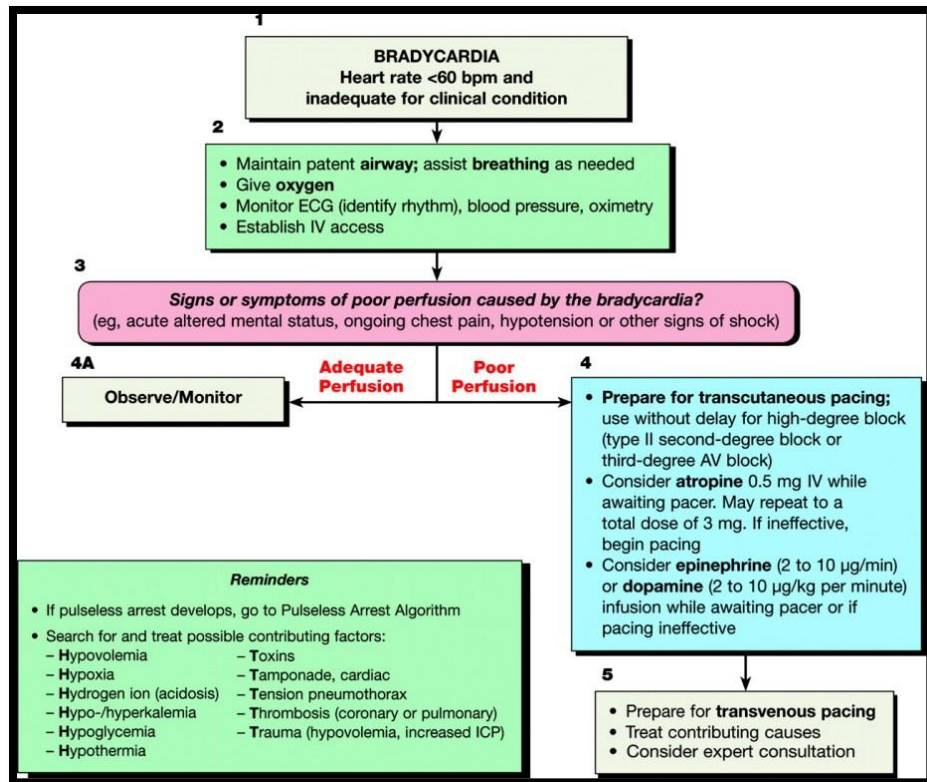 1
BRADYCARDIA
Heart rate <60 bpm and
inadequate for clinical condition
2
• Maintain patent airway; assist breathing as needed
• Give oxygen
• Monitor ECG (identify rhythm), blood pressure, oximetry
• Establish IV access
3
Signs or symptoms of poor perfusion caused by the bradycardia?
(eg, acute altered mental status, ongoing chest pain, hypotension or other signs of shock)
4A
Observe/Monitor
Adequate
Perfusion
Poor
Perfusion
4
• Prepare for transcutaneous pacing;
use without delay for high-degree block
(type II second-degree block or
third-degree AV block)
• Consider atropine 0.5 mg IV while
awaiting pacer. May repeat to a
total dose of 3 mg. If ineffective,
begin pacing
• Consider epinephrine (2 to 10 µg/min)
or dopamine (2 to 10 µg/kg per minute)
infusion while awaiting pacer or if
pacing ineffective
Reminders
• If pulseless arrest develops, go to Pulseless Arrest Algorithm
• Search for and treat possible contributing factors:
– Hypovolemia
– Hypoxia
– Hydrogen ion (acidosis)
– Hypo-/hyperkalemia
– Hypoglycemia
– Hypothermia
– Toxins
– Tamponade, cardiac
– Tension pneumothorax
– Thrombosis (coronary or pulmonary)
– Trauma (hypovolemia, increased ICP)
5
• Prepare for transvenous pacing
• Treat contributing causes
• Consider expert consultation